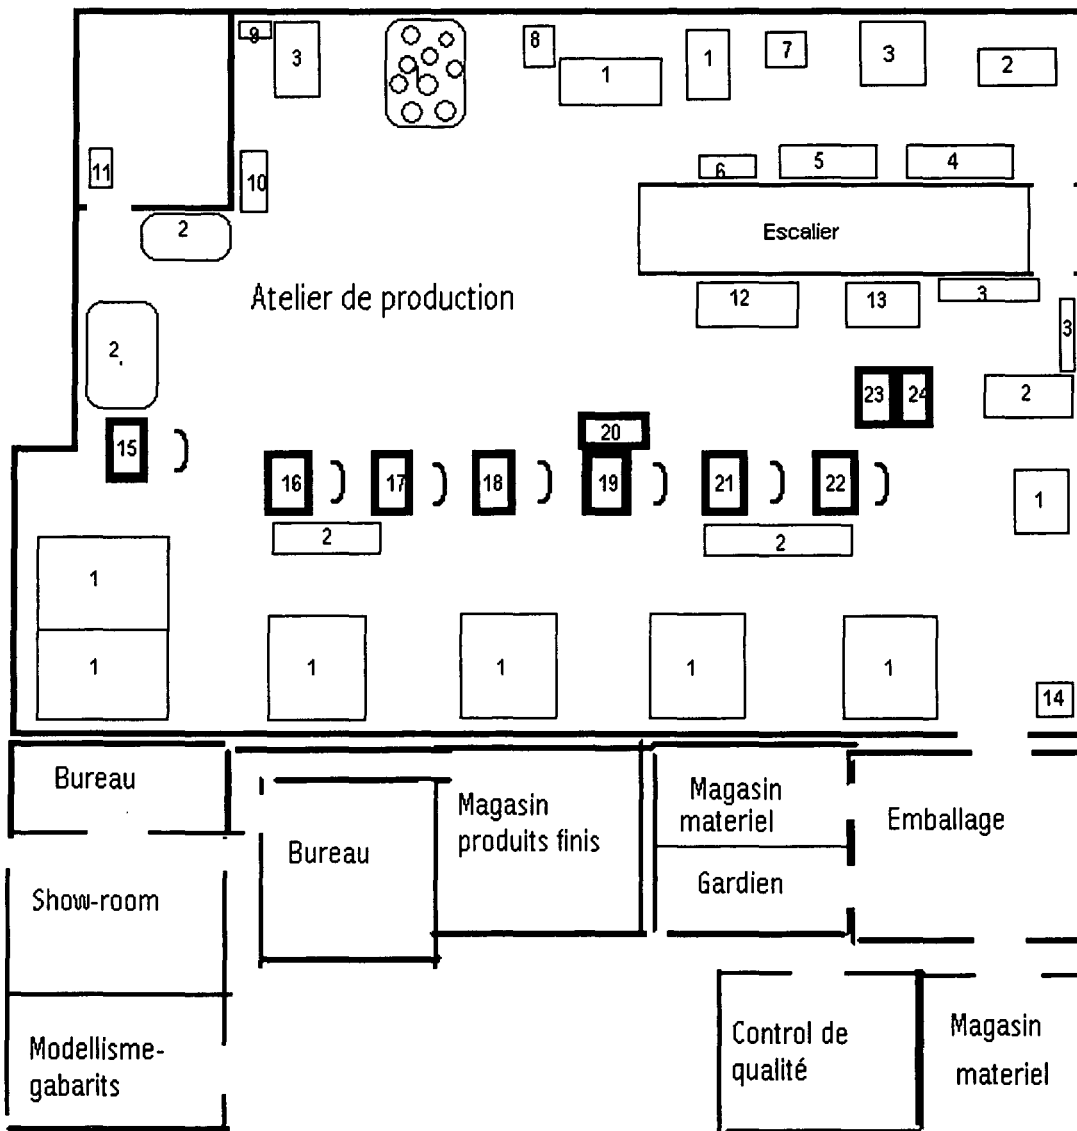 9
3
8
1
1
7
3
2
11
10
6
5
4
2
Escalier
Atelier de production
12
13
3
3
2
23
24
2
15
20
16
17
18
19
21
22
1
2
2
1
1
1
1
1
1
14
Bureau
Magasin
produits finis
Magasin
materiel
Emballage
Bureau
Gardien
Show-room
Modellisme-
gabarits
Control de
qualité
Magasin
materiel